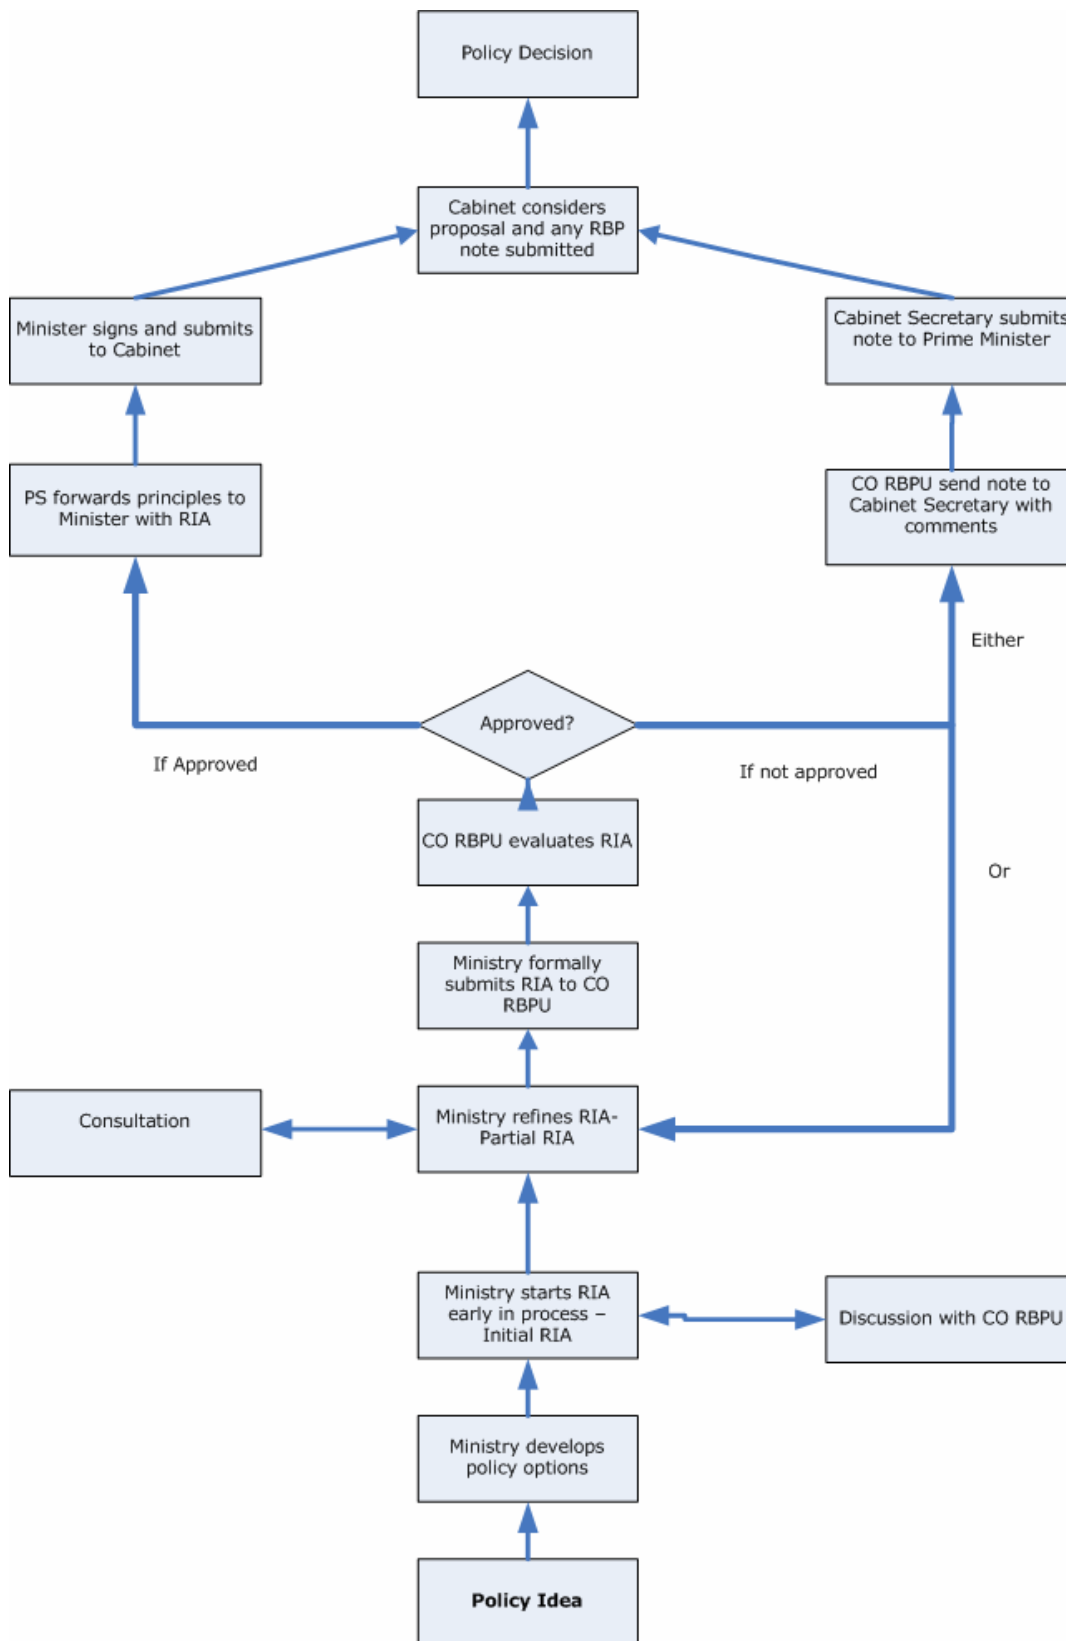 Policy Decision
Cabinet considers
proposal and any RBP
note submitted
Minister signs and submits
to Cabinet
Cabinet Secretary submits
note to Prime Minister
PS forwards principles to
Minister with RIA
CO RBPU send note to
Cabinet Secretary with
comments
Either
Approved?
If Approved
If not approved
CO RBPU evaluates RIA
Or
Ministry formally
submits RIA to CO
RBPU
Consultation
Ministry refines RIA-
Partial RIA
Ministry starts RIA
early in process –
Initial RIA
Discussion with CO RBPU
Ministry develops
policy options
Policy Idea